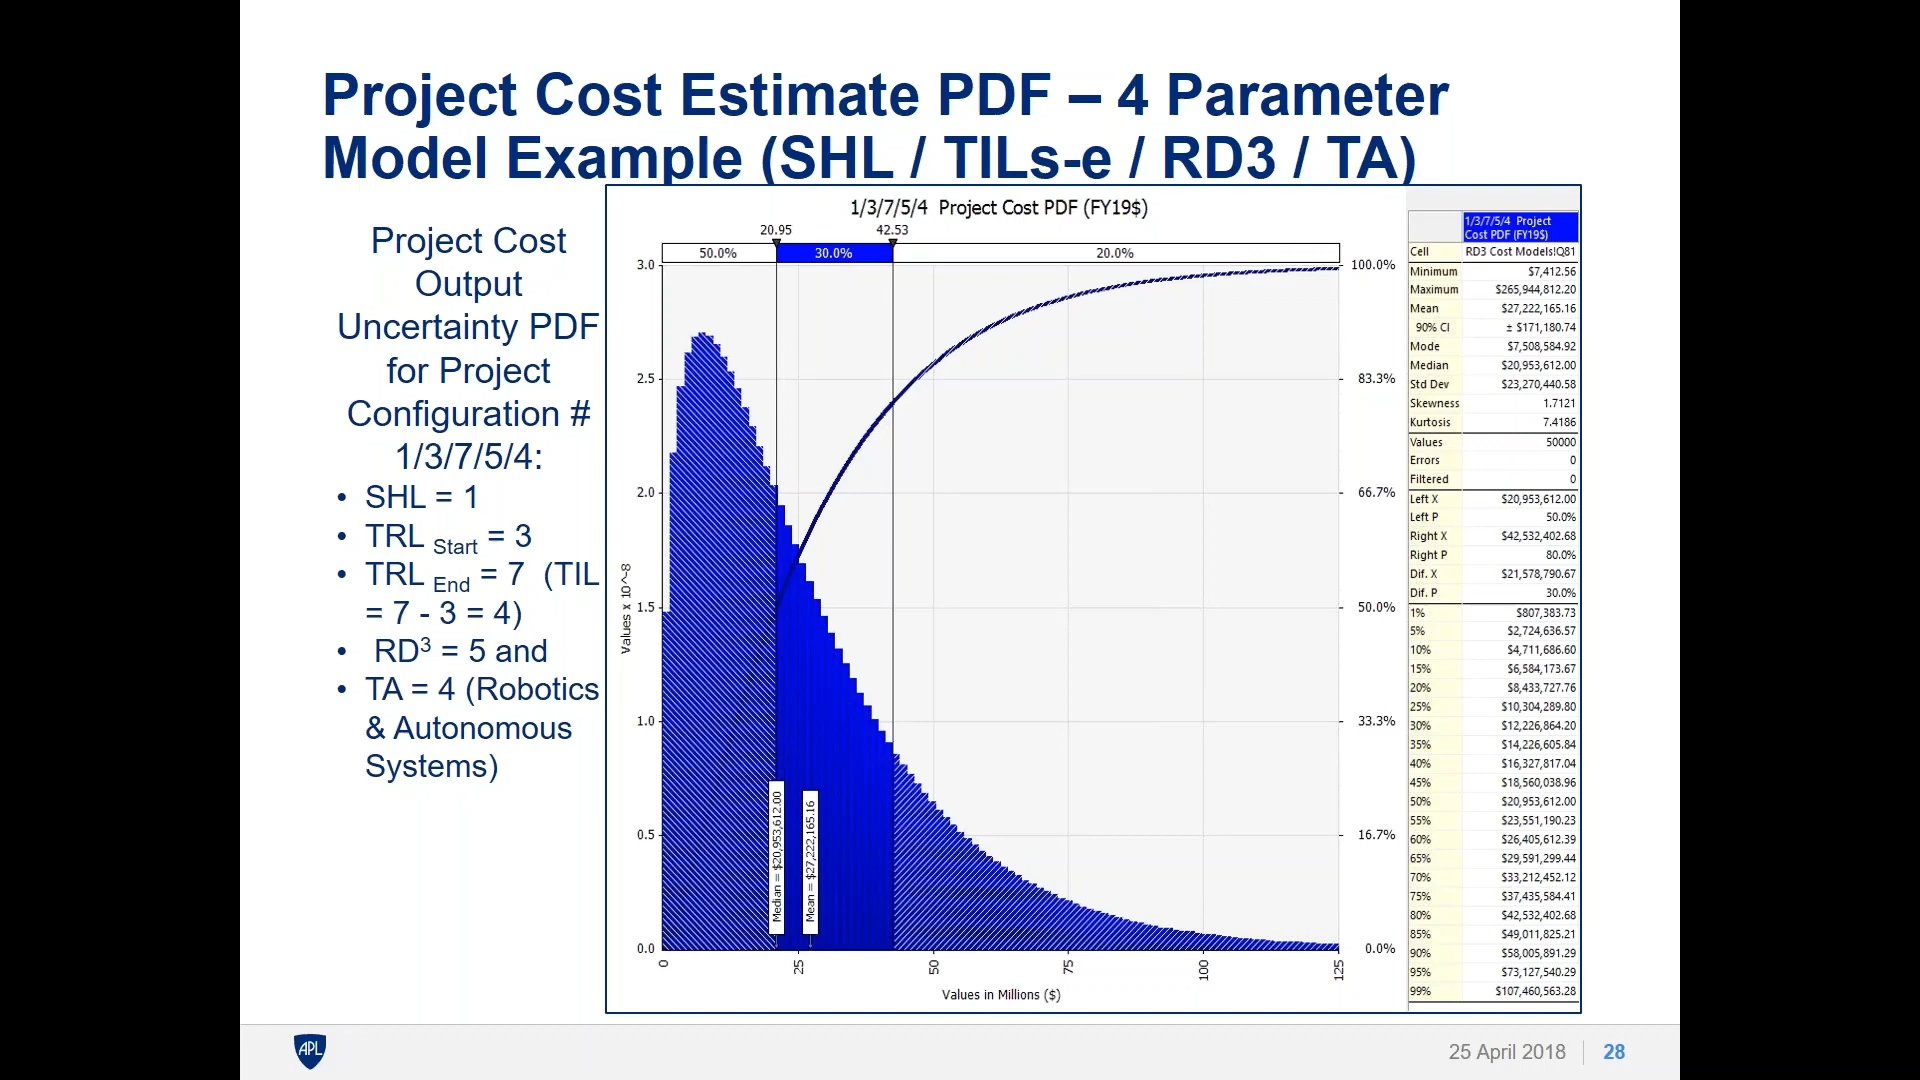 Project Cost Estimate PDF – 4 Parameter
Model Example (SHL / TILs-e / RD3 / TA)
Project Cost
Output
Uncertainty PDF
for Project
Configuration #
1/3/7/5/4:
• SHL = 1
• TRL Start = 3
• TRL End = 7 (TIL
= 7 - 3 = 4)
• RD³ = 5 and
• TA = 4 (Robotics
& Autonomous
Systems)
1/3/7/5/4 Project Cost PDF (FY19$)
20.95 42.53
50.0% 30.0% 20.0%
3.0 100.0%
2.5 83.3%
2.0 66.7%
1.5 50.0%
1.0 33.3%
0.5 16.7%
0.0 0.0%
Values x 10^-8
Median = $20,953,612.00
Mean = $27,222,165.16
0 25 50 75 100 125
Values in Millions ($)
1/3/7/5/4 Project
Cost PDF (FY19$)
Cell RD3 Cost Models!Q81
Minimum $7,412.56
Maximum $265,944,812.20
Mean $27,222,165.16
90% CI ± $171,180.74
Mode $7,508,584.92
Median $20,953,612.00
Std Dev $23,270,440.58
Skewness 1.7121
Kurtosis 7.4186
Values 50000
Errors 0
Filtered 0
Left X $20,953,612.00
Left P 50.0%
Right X $42,532,402.68
Right P 80.0%
Dif. X $21,578,790.67
Dif. P 30.0%
1% $807,383.73
5% $2,724,636.57
10% $4,711,686.60
15% $6,584,173.67
20% $8,433,727.76
25% $10,304,289.80
30% $12,226,864.20
35% $14,226,605.84
40% $16,327,817.04
45% $18,560,038.96
50% $20,953,612.00
55% $23,551,190.23
60% $26,405,612.39
65% $29,591,299.44
70% $33,212,452.12
75% $37,435,584.41
80% $42,532,402.68
85% $49,011,825.21
90% $58,005,891.29
95% $73,127,540.29
99% $107,460,563.28
APL
25 April 2018 28